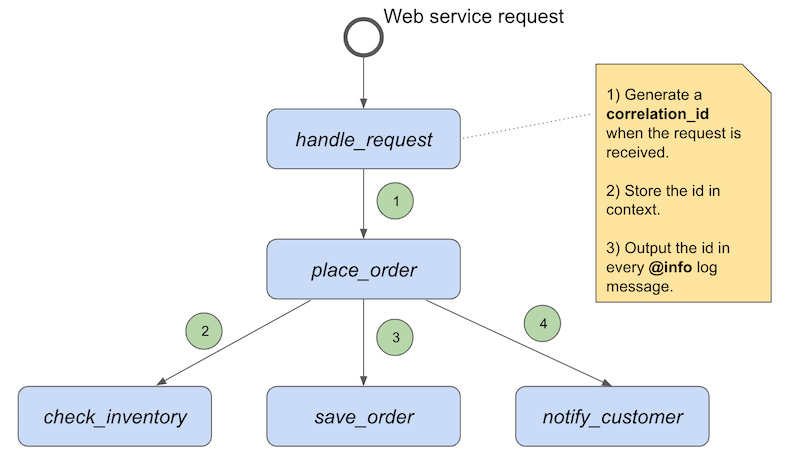 Web service request
handle_request
1) Generate a
correlation_id
when the request is
received.
2) Store the id in
context.
3) Output the id in
every @info log
message.
1
place_order
2
3
4
check_inventory
save_order
notify_customer